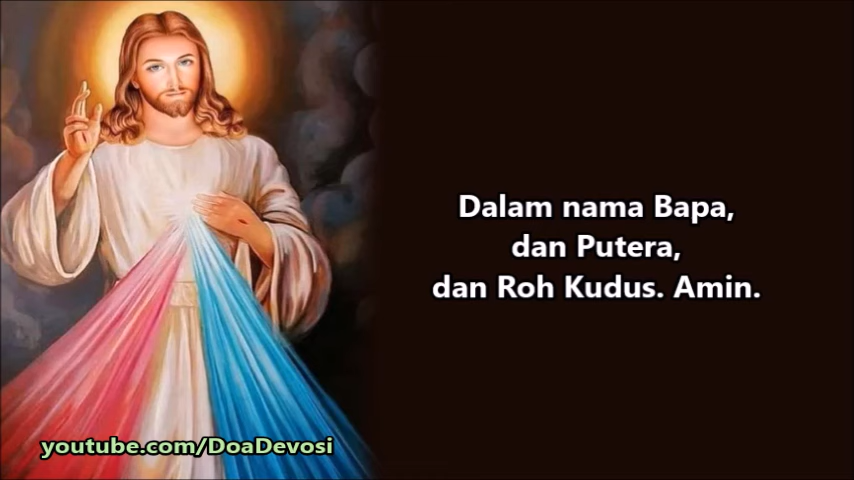 Dalam nama Bapa,
dan Putera,
dan Roh Kudus. Amin.
youtube.com/DoaDevosi